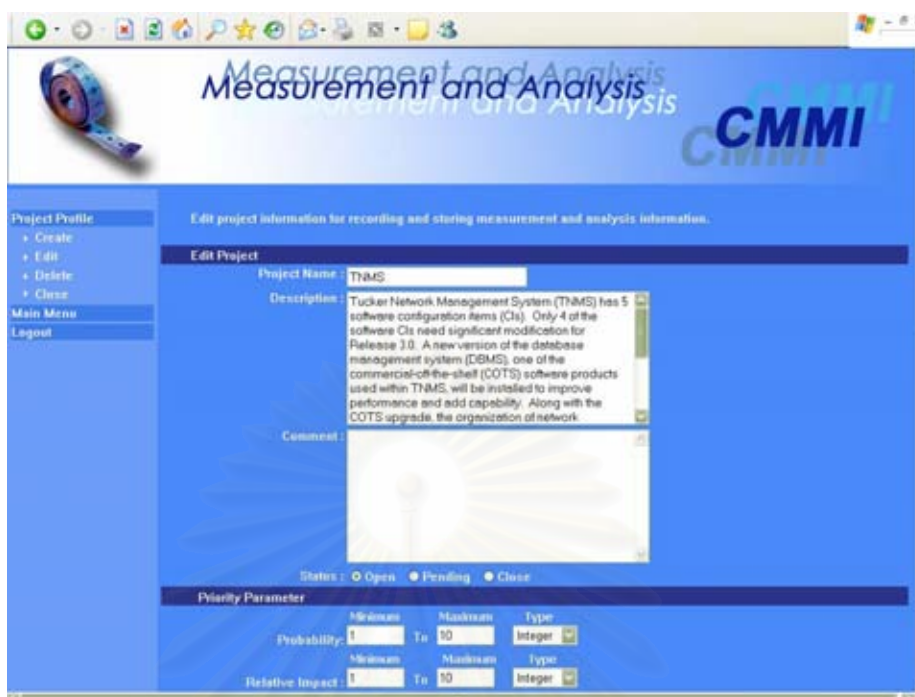 Measurement and Analysis
CMMI
Project Profile
Create
Edit
Delete
Close
Main Menu
Logout
Edit project information for recording and storing measurement and analysis information.
Edit Project
Project Name : TNMS
Description : Tucker Network Management System (TNMS) has 5
software configuration items (CIs). Only 4 of the
software CIs need significant modification for
Release 3.0. A new version of the database
management system (DBMS), one of the
commercial-off-the-shelf (COTS) software products
used within TNMS, will be installed to improve
performance and add capability. Along with the
COTS upgrade, the organization of network
Comment :
Status : Open Pending Close
Priority Parameter
Minimum Maximum Type
Probability: 1 To 10 Integer
Minimum Maximum Type
Relative Impact : 1 To 10 Integer